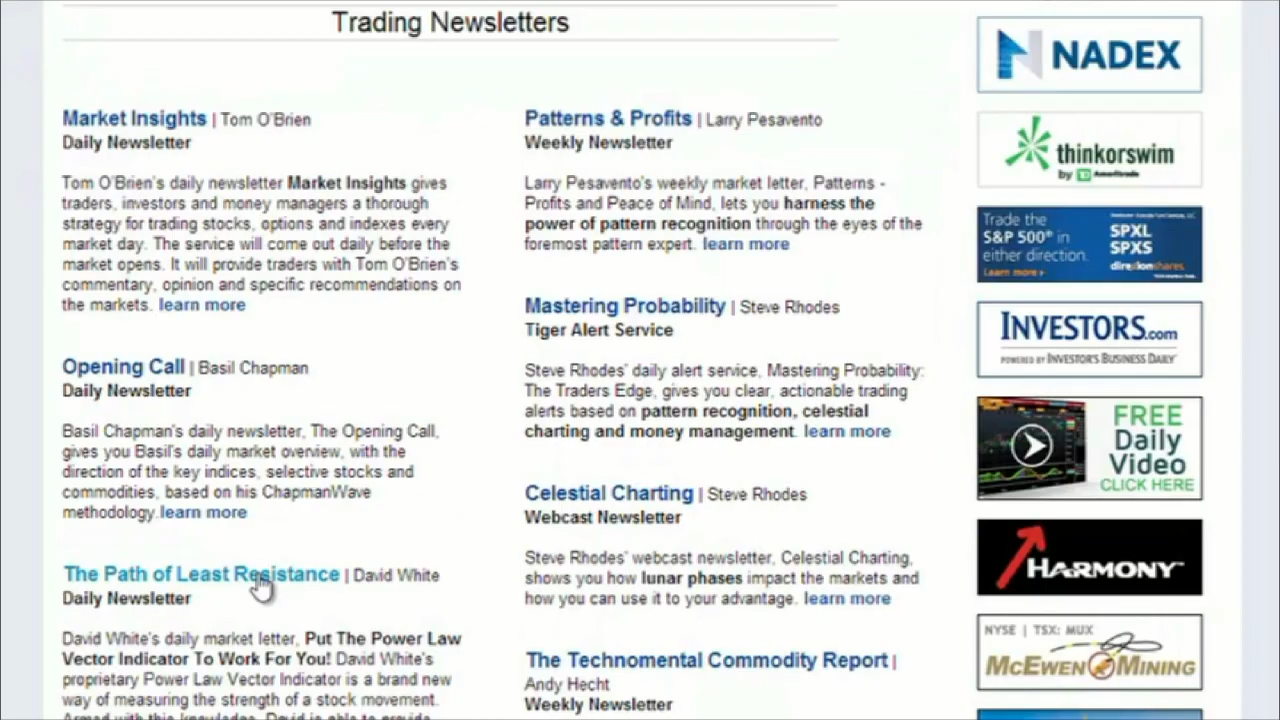 Trading Newsletters
Market Insights | Tom O'Brien
Daily Newsletter
Tom O'Brien's daily newsletter Market Insights gives
traders, investors and money managers a thorough
strategy for trading stocks, options and indexes every
market day. The service will come out daily before the
market opens. It will provide traders with Tom O'Brien's
commentary, opinion and specific recommendations on
the markets. learn more
Opening Call | Basil Chapman
Daily Newsletter
Basil Chapman's daily newsletter, The Opening Call,
gives you Basil's daily market overview, with the
direction of the key indices, selective stocks and
commodities, based on his ChapmanWave
methodology.learn more
The Path of Least Resistance | David White
Daily Newsletter
David White's daily market letter, Put The Power Law
Vector Indicator To Work For You! David White's
proprietary Power Law Vector Indicator is a brand new
way of measuring the strength of a stock movement.
Armed with this knowledge, David is able to provide
Patterns & Profits | Larry Pesavento
Weekly Newsletter
Larry Pesavento's weekly market letter, Patterns -
Profits and Peace of Mind, lets you harness the
power of pattern recognition through the eyes of the
foremost pattern expert. learn more
Mastering Probability | Steve Rhodes
Tiger Alert Service
Steve Rhodes' daily alert service, Mastering Probability:
The Traders Edge, gives you clear, actionable trading
alerts based on pattern recognition, celestial
charting and money management. learn more
Celestial Charting | Steve Rhodes
Webcast Newsletter
Steve Rhodes' webcast newsletter, Celestial Charting,
shows you how lunar phases impact the markets and
how you can use it to your advantage. learn more
The Technomental Commodity Report |
Andy Hecht
Weekly Newsletter
NADEX
thinkorswim
by TD Ameritrade
Trade the
S&P 500® in
either direction.
Learn more
SPXL
SPXS
direxionshares
INVESTORS.com
POWERED BY INVESTOR'S BUSINESS DAILY
FREE
Daily
Video
CLICK HERE
HARMONY™
NYSE | TSX: MUX
MCEWEN MINING